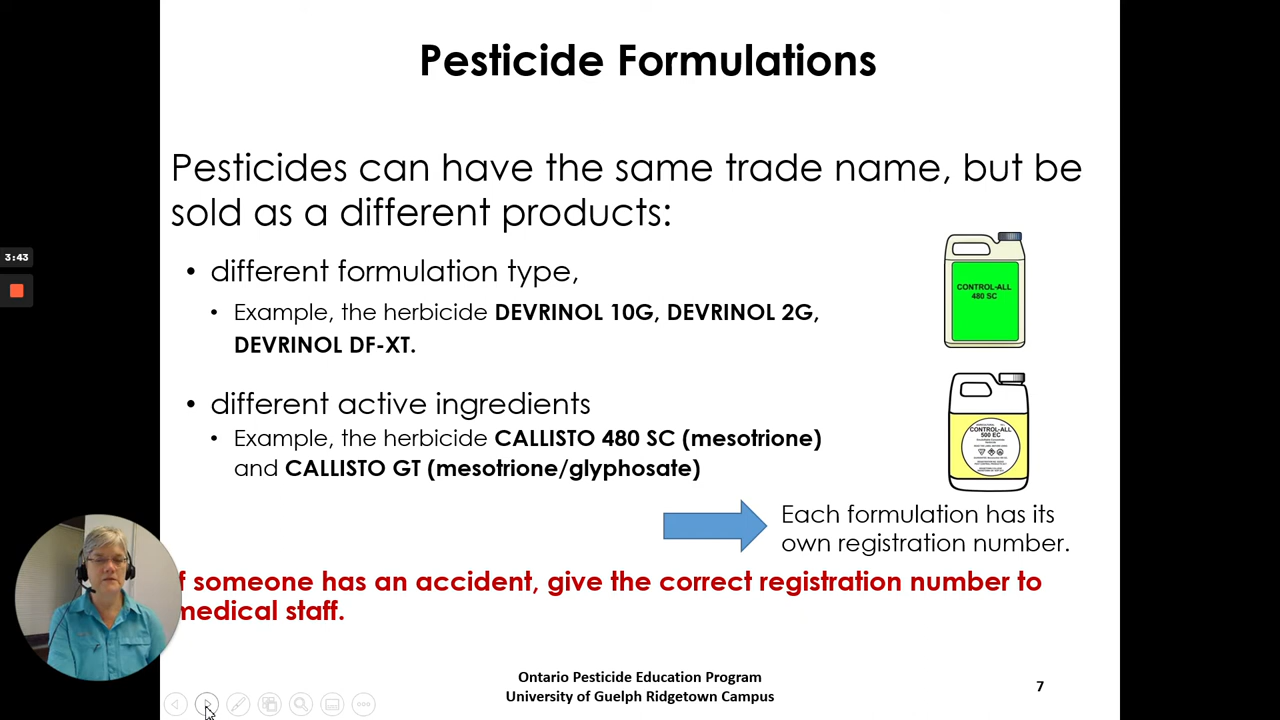 Pesticide Formulations
Pesticides can have the same trade name, but be
sold as a different products:
• different formulation type,
• Example, the herbicide DEVRINOL 10G, DEVRINOL 2G,
DEVRINOL DF-XT.
• different active ingredients
• Example, the herbicide CALLISTO 480 SC (mesotrione)
and CALLISTO GT (mesotrione/glyphosate)
CONTROL-ALL
480 SC
CONTROL-ALL
500 EC
Each formulation has its
own registration number.
f someone has an accident, give the correct registration number to
medical staff.
3:43
Ontario Pesticide Education Program
University of Guelph Ridgetown Campus
7